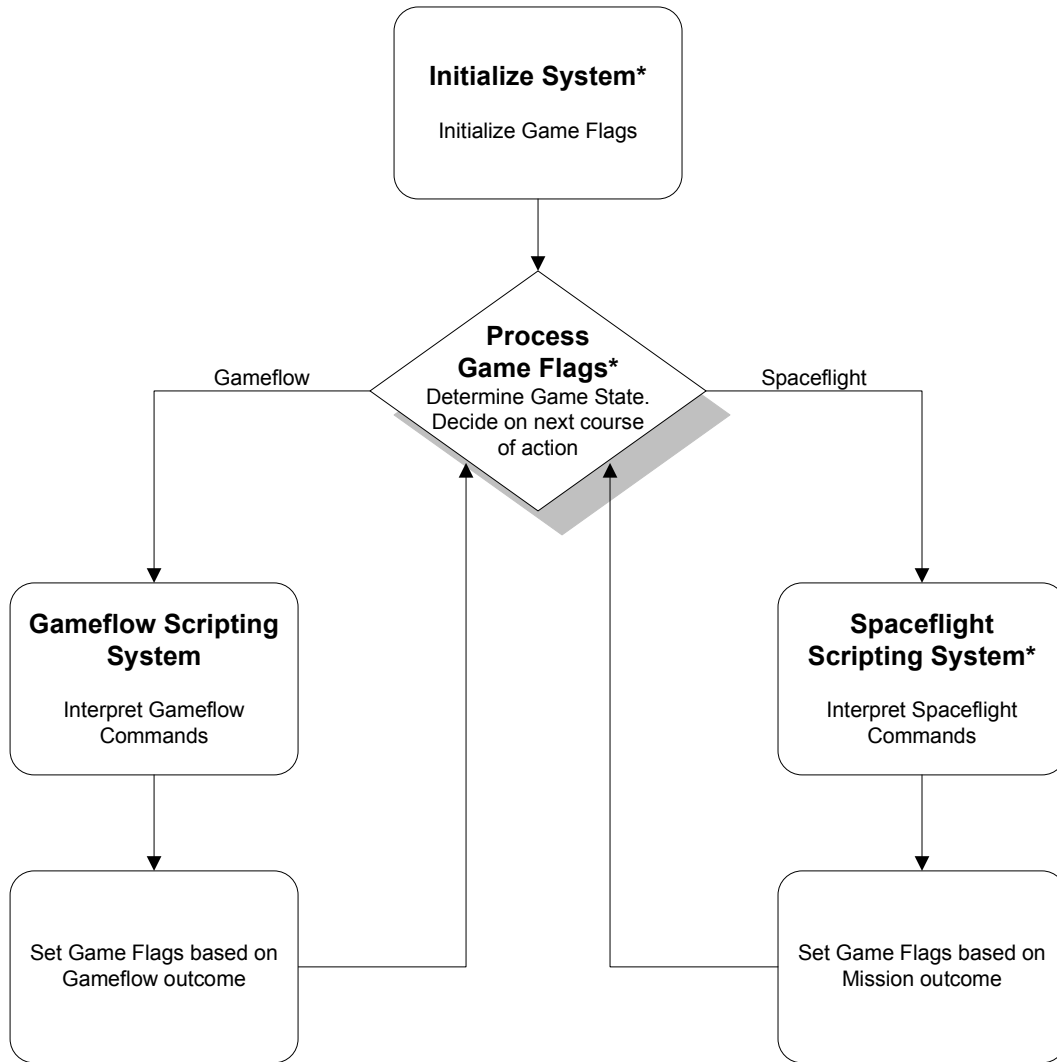 Initialize System*
Initialize Game Flags
Process
Game Flags*
Determine Game State.
Decide on next course
of action
Gameflow
Spaceflight
Gameflow Scripting
System
Interpret Gameflow
Commands
Spaceflight
Scripting System*
Interpret Spaceflight
Commands
Set Game Flags based on
Gameflow outcome
Set Game Flags based on
Mission outcome